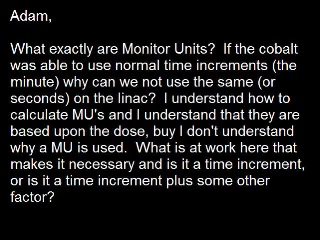 Adam,
What exactly are Monitor Units?  If the cobalt
was able to use normal time increments (the
minute) why can we not use the same (or
seconds) on the linac?  I understand how to
calculate MU's and I understand that they are
based upon the dose, buy I don't understand
why a MU is used.  What is at work here that
makes it necessary and is it a time increment,
or is it a time increment plus some other
factor?